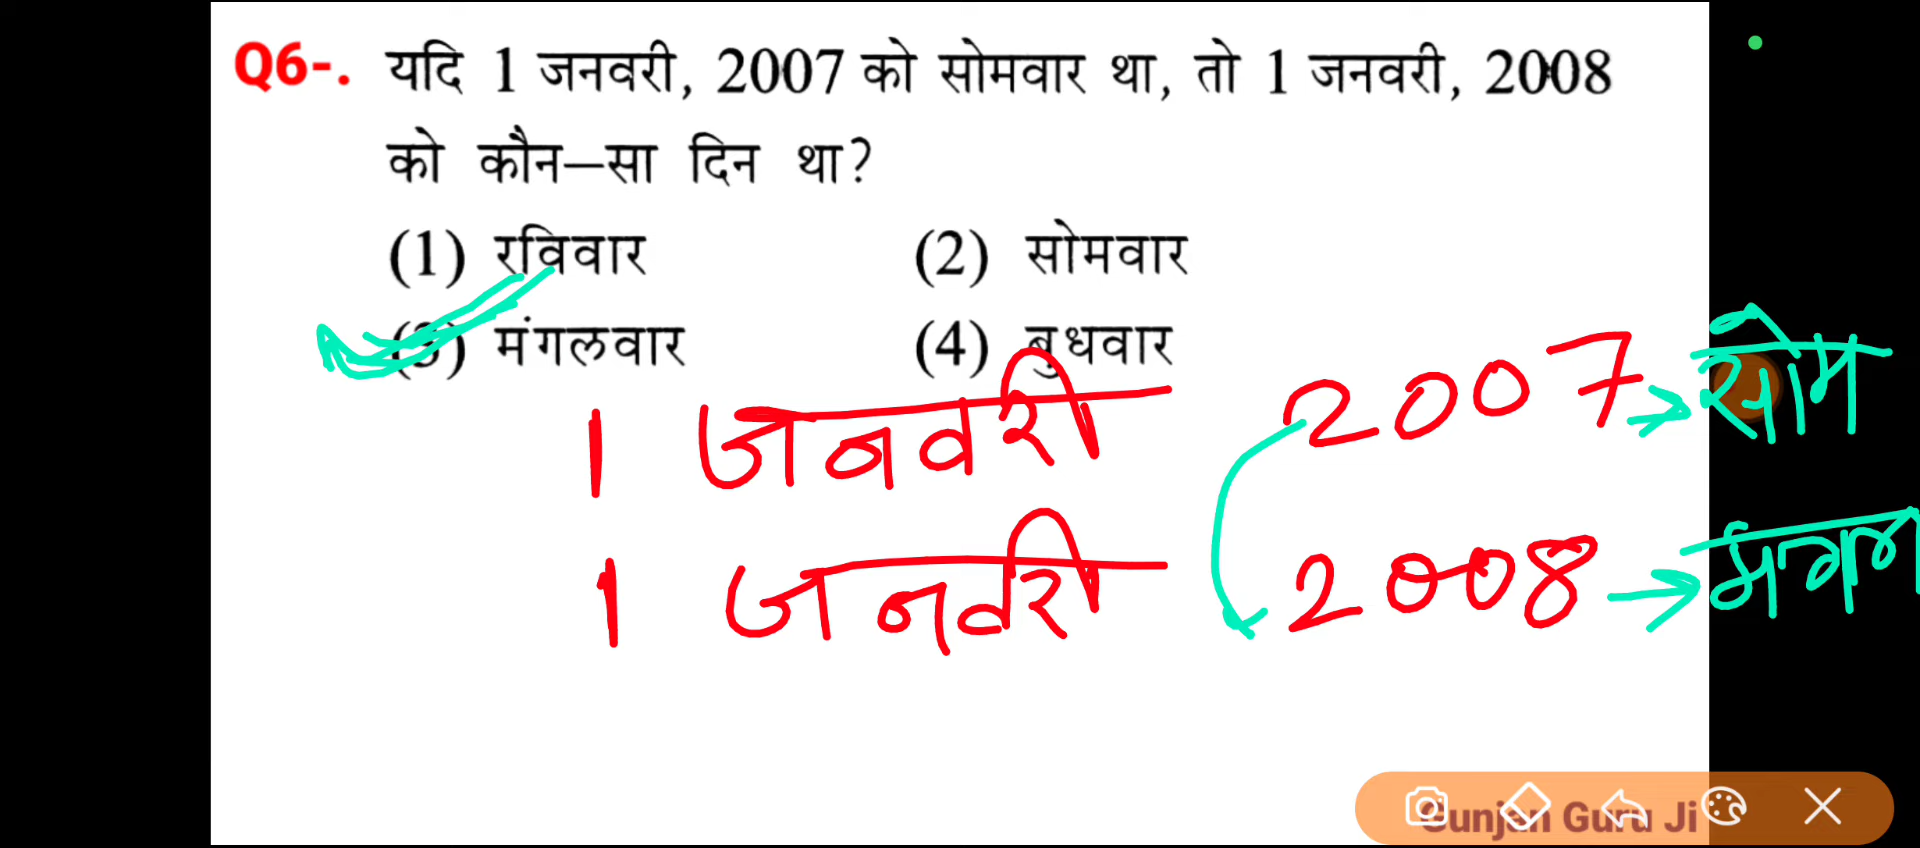 Q6-. यदि 1 जनवरी, 2007 को सोमवार था, तो 1 जनवरी, 2008
को कौन–सा दिन था?
(1) रविवार (2) सोमवार
(3) मंगलवार (4) बुधवार
1 जनवरी 2007 → सोम
1 जनवरी 2008 → मंगल
Gunjan Guru Ji